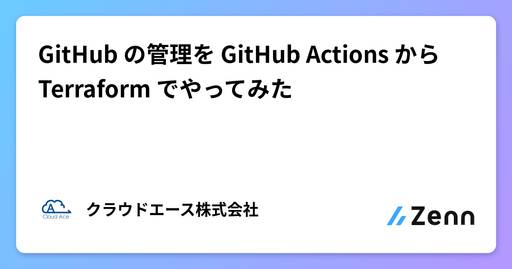 GitHub の管理を GitHub Actions から
Terraform でやってみた
Cloud Ace
クラウドエース株式会社
Zenn